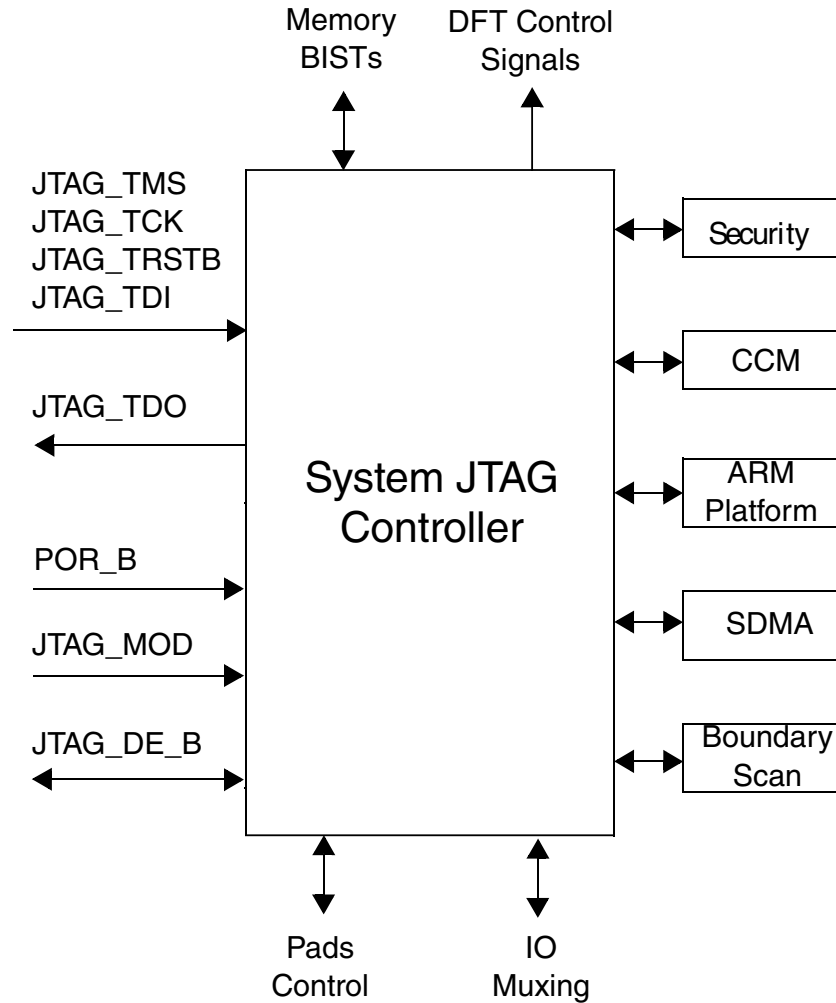 Memory
BISTs
DFT Control
Signals
JTAG_TMS
JTAG_TCK
JTAG_TRSTB
JTAG_TDI
JTAG_TDO
POR_B
JTAG_MOD
JTAG_DE_B
System JTAG
Controller
Security
CCM
ARM
Platform
SDMA
Boundary
Scan
Pads
Control
IO
Muxing